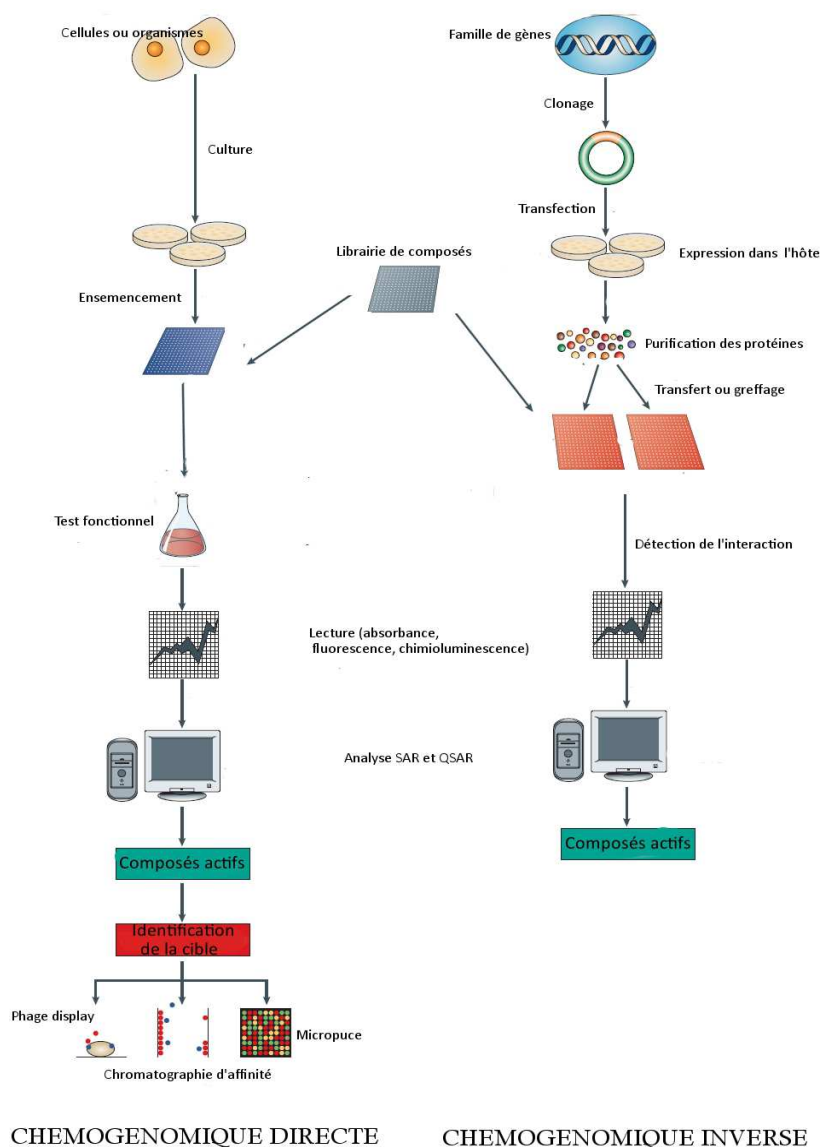 Cellules ou organismes
Famille de gènes
Clonage
Culture
Transfection
Librairie de composés
Expression dans l'hôte
Ensemencement
Purification des protéines
Transfert ou greffage
Test fonctionnel
Détection de l'interaction
Lecture (absorbance,
fluorescence, chimioluminescence)
Analyse SAR et QSAR
Composés actifs
Composés actifs
Identification
de la cible
Phage display
Micropuce
Chromatographie d'affinité
CHEMOGENOMIQUE DIRECTE
CHEMOGENOMIQUE INVERSE